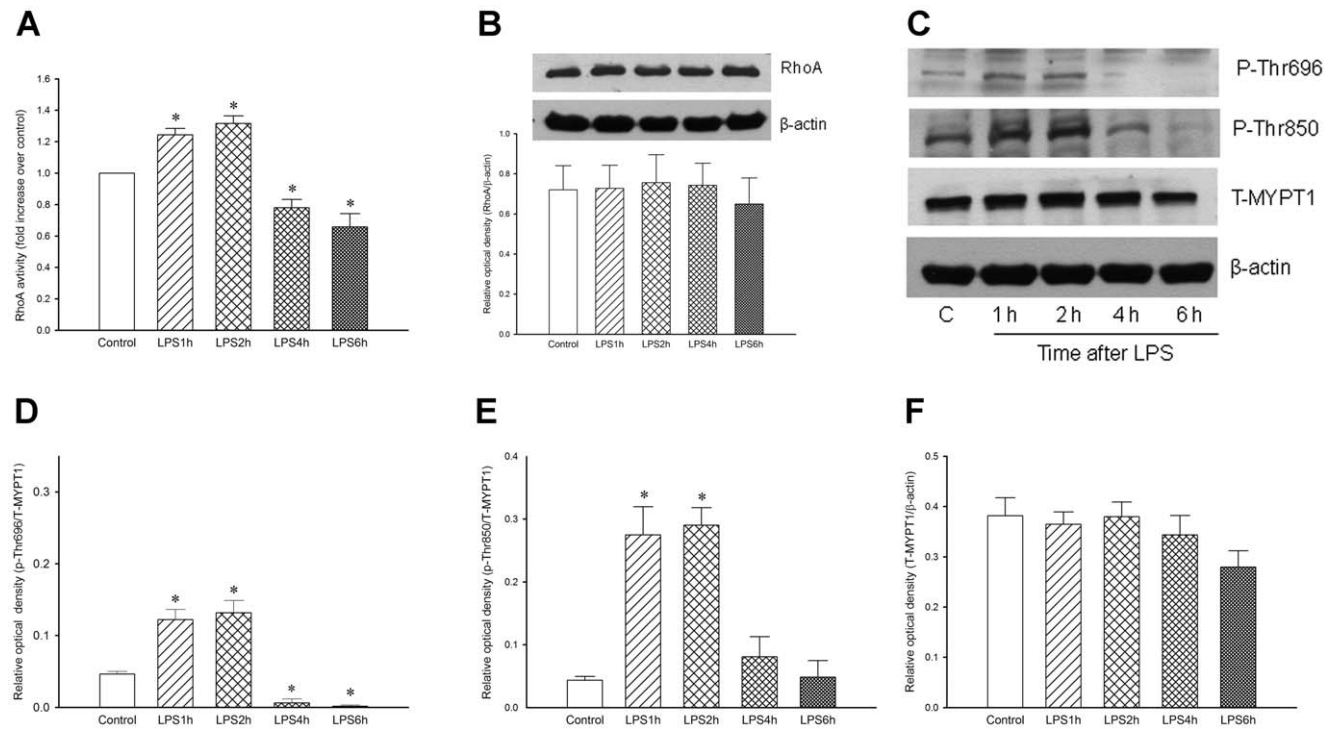 A
RhoA avtivity (fold increase over control)
1.6
1.4
1.2
1.0
0.8
0.6
0.4
0.2
0.0
* * * *
Control LPS1h LPS2h LPS4h LPS6h
B
RhoA
β-actin
Relative optical density (RhoA/β-actin)
1.0
0.8
0.6
0.4
0.2
0.0
Control LPS1h LPS2h LPS4h LPS6h
C
P-Thr696
P-Thr850
T-MYPT1
β-actin
C 1h 2h 4h 6h
Time after LPS
D
Relative optical density (p-Thr696/T-MYPT1)
0.3
0.2
0.1
0.0
* * * *
Control LPS1h LPS2h LPS4h LPS6h
E
Relative optical density (p-Thr850/T-MYPT1)
0.4
0.3
0.2
0.1
0.0
* *
Control LPS1h LPS2h LPS4h LPS6h
F
Relative optical density (T-MYPT1/β-actin)
0.5
0.4
0.3
0.2
0.1
0.0
Control LPS1h LPS2h LPS4h LPS6h